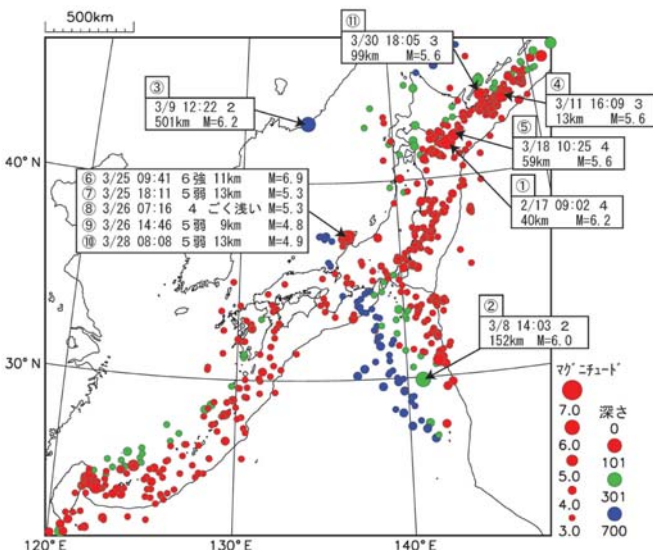 500km
⑪
3/30 18:05 3
99km M=5.6
③
3/9 12:22 2
501km M=6.2
④
3/11 16:09 3
13km M=5.6
⑤
3/18 10:25 4
59km M=5.6
①
2/17 09:02 4
40km M=6.2
⑥ 3/25 09:41 6強 11km M=6.9
⑦ 3/25 18:11 5弱 13km M=5.3
⑧ 3/26 07:16 4 ごく浅い M=5.3
⑨ 3/26 14:46 5弱 9km M=4.8
⑩ 3/28 08:08 5弱 13km M=4.9
②
3/8 14:03 2
152km M=6.0
40°N
30°N
120°E
130°E
140°E
マグニチュード
7.0
6.0
5.0
4.0
3.0
深さ
0
101
301
700